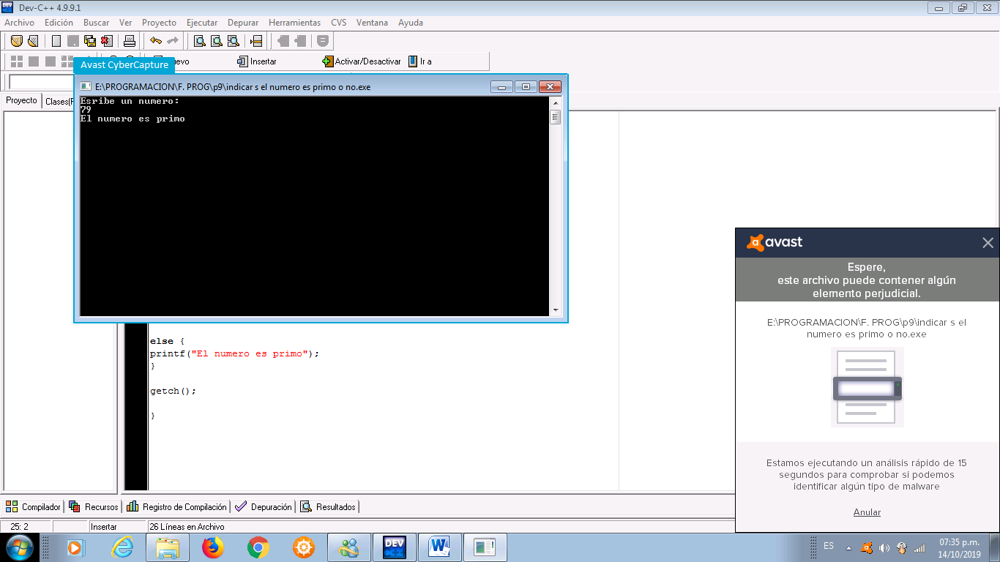 Dev-C++ 4.9.9.1
Archivo Edición Buscar Ver Proyecto Ejecutar Depurar Herramientas CVS Ventana Ayuda
Insertar Activar/Desactivar Ir a
Avast CyberCapture
E:\PROGRAMACION\F. PROG\p9\indicar s el numero es primo o no.exe
Proyecto Clases(F
Esribe un numero:
79
El numero es primo
else {
printf("El numero es primo");
}
getch();
}
avast
Espere,
este archivo puede contener algún
elemento perjudicial.
E:\PROGRAMACION\F. PROG\p9\indicar s el
numero es primo o no.exe
Estamos ejecutando un análisis rápido de 15
segundos para comprobar si podemos
identificar algún tipo de malware
Anular
Compilador Recursos Registro de Compilación Depuración Resultados
25: 2 Insertar 26 Líneas en Archivo
DEV W ES 07:35 p.m.
14/10/2019